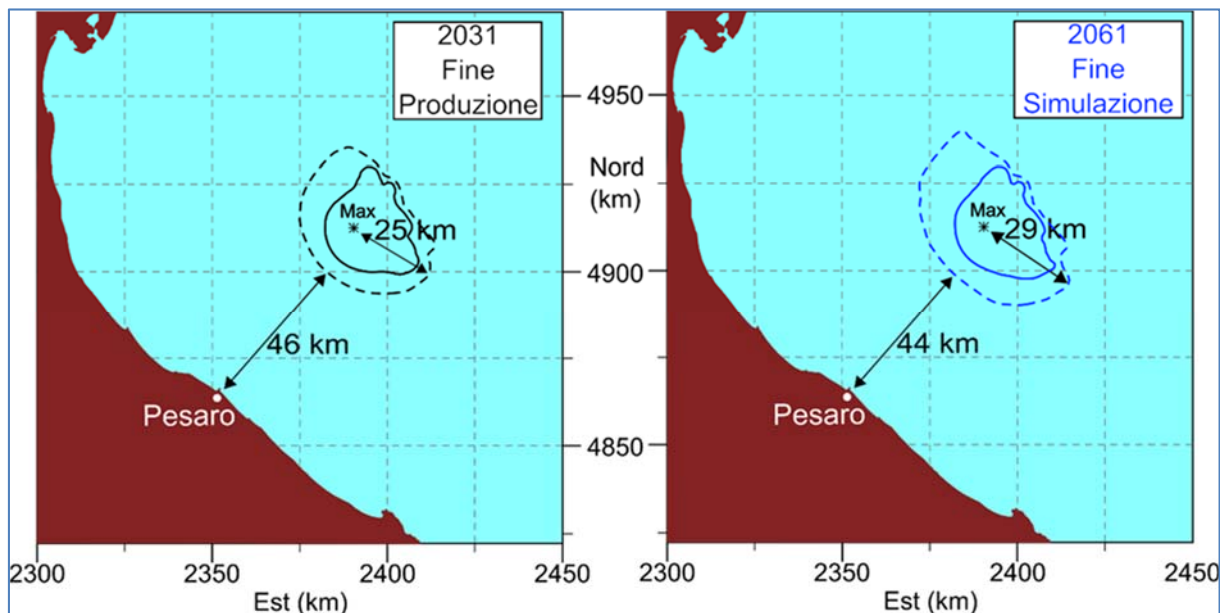 2031
Fine
Produzione
Max
25 km
46 km
Pesaro
2300
2350
2400
2450
Est (km)
Nord
(km)
4950
4900
4850
2061
Fine
Simulazione
Max
29 km
44 km
Pesaro
2300
2350
2400
2450
Est (km)